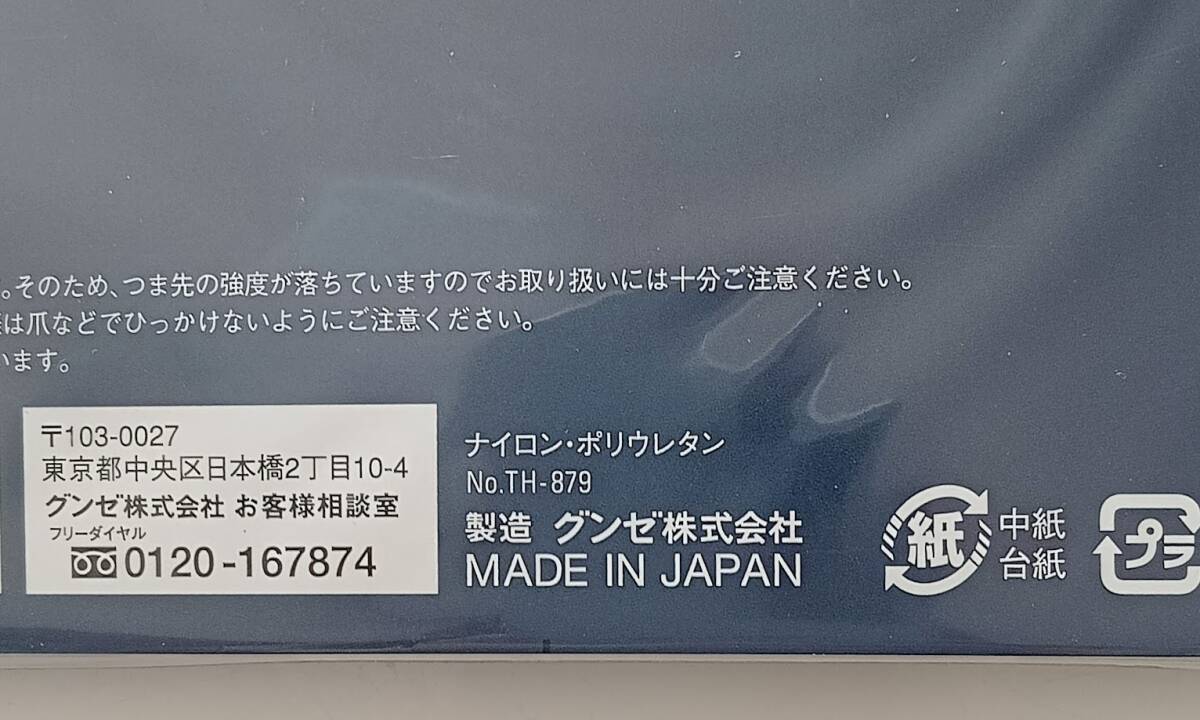 。そのため、つま先の強度が落ちていますのでお取り扱いには十分ご注意ください。
は爪などでひっかけないようにご注意ください。
います。
〒103-0027
東京都中央区日本橋2丁目10-4
グンゼ株式会社 お客様相談室
フリーダイヤル
0120-167874
ナイロン・ポリウレタン
No.TH-879
製造 グンゼ株式会社
MADE IN JAPAN
紙 中紙
台紙
プラ